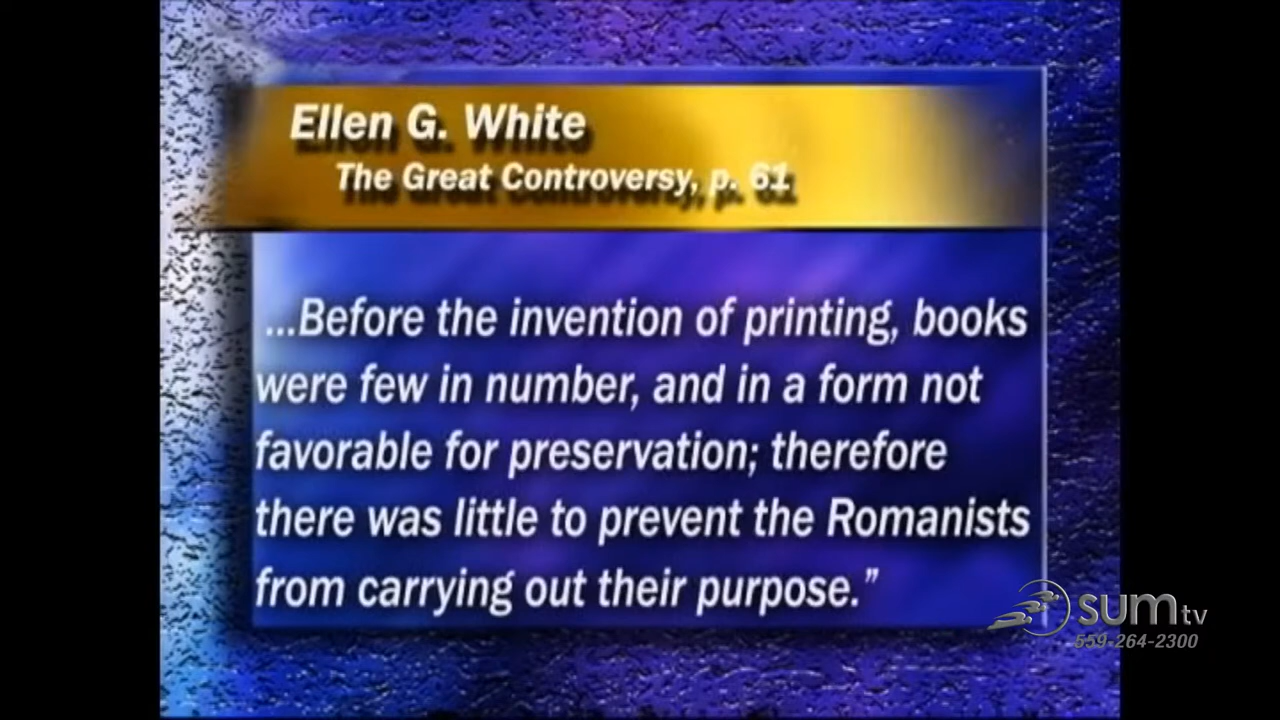 Ellen G. White
The Great Controversy, p. 61
...Before the invention of printing, books
were few in number, and in a form not
favorable for preservation; therefore
there was little to prevent the Romanists
from carrying out their purpose.”
sumtv
559-264-2300